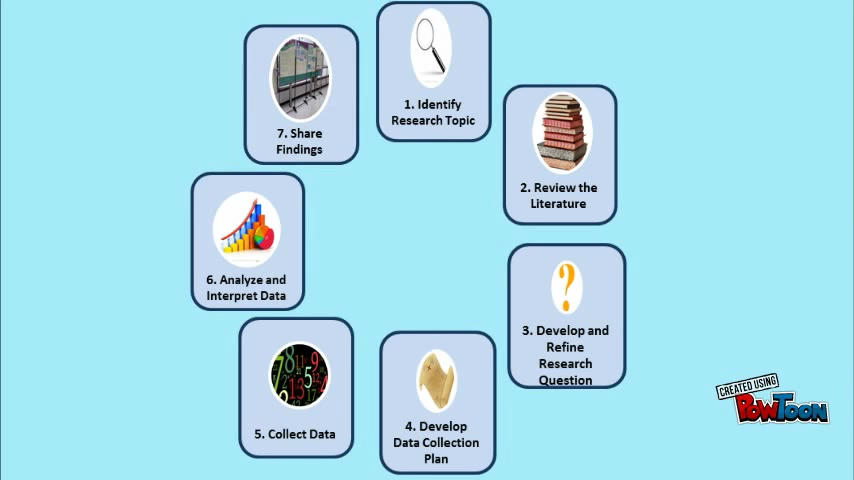 1. Identify
Research Topic
2. Review the
Literature
3. Develop and
Refine
Research
Question
4. Develop
Data Collection
Plan
5. Collect Data
6. Analyze and
Interpret Data
7. Share
Findings
CREATED USING
POWTOON